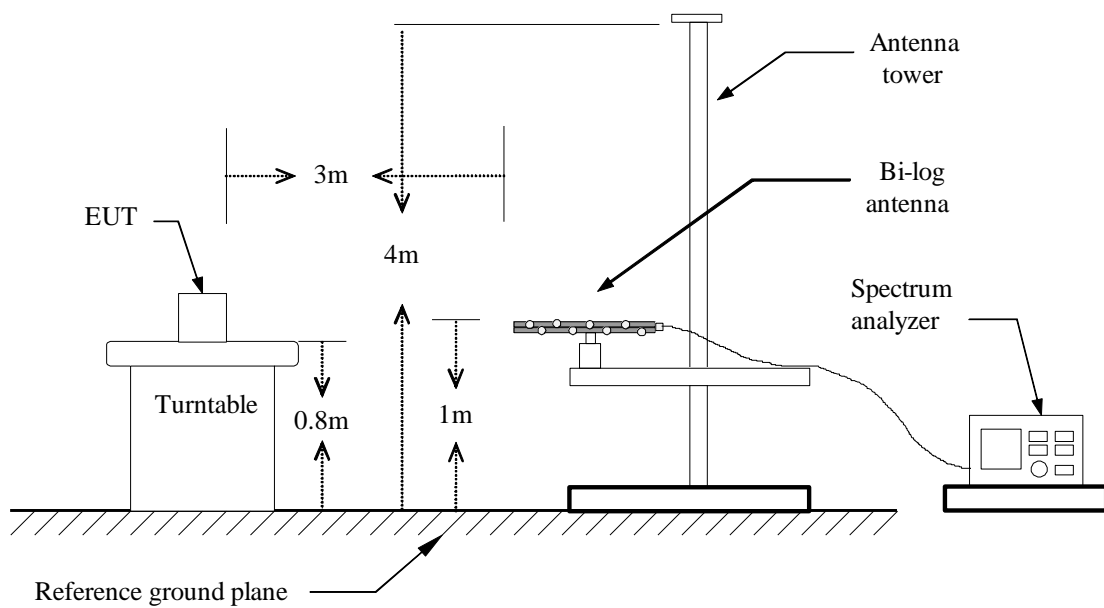 Antenna
tower
3m
Bi-log
antenna
EUT
4m
Spectrum
analyzer
Turntable
0.8m
1m
Reference ground plane